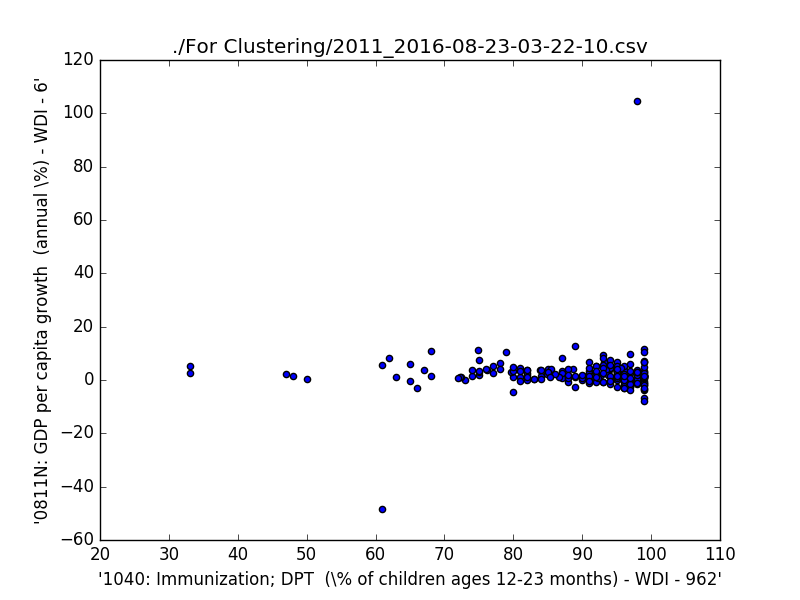 ./For Clustering/2011_2016-08-23-03-22-10.csv
120
100
80
60
40
20
0
−20
−40
−60
'0811N: GDP per capita growth  (annual \%) - WDI - 6'
20 30 40 50 60 70 80 90 100 110
'1040: Immunization; DPT  (\% of children ages 12-23 months) - WDI - 962'